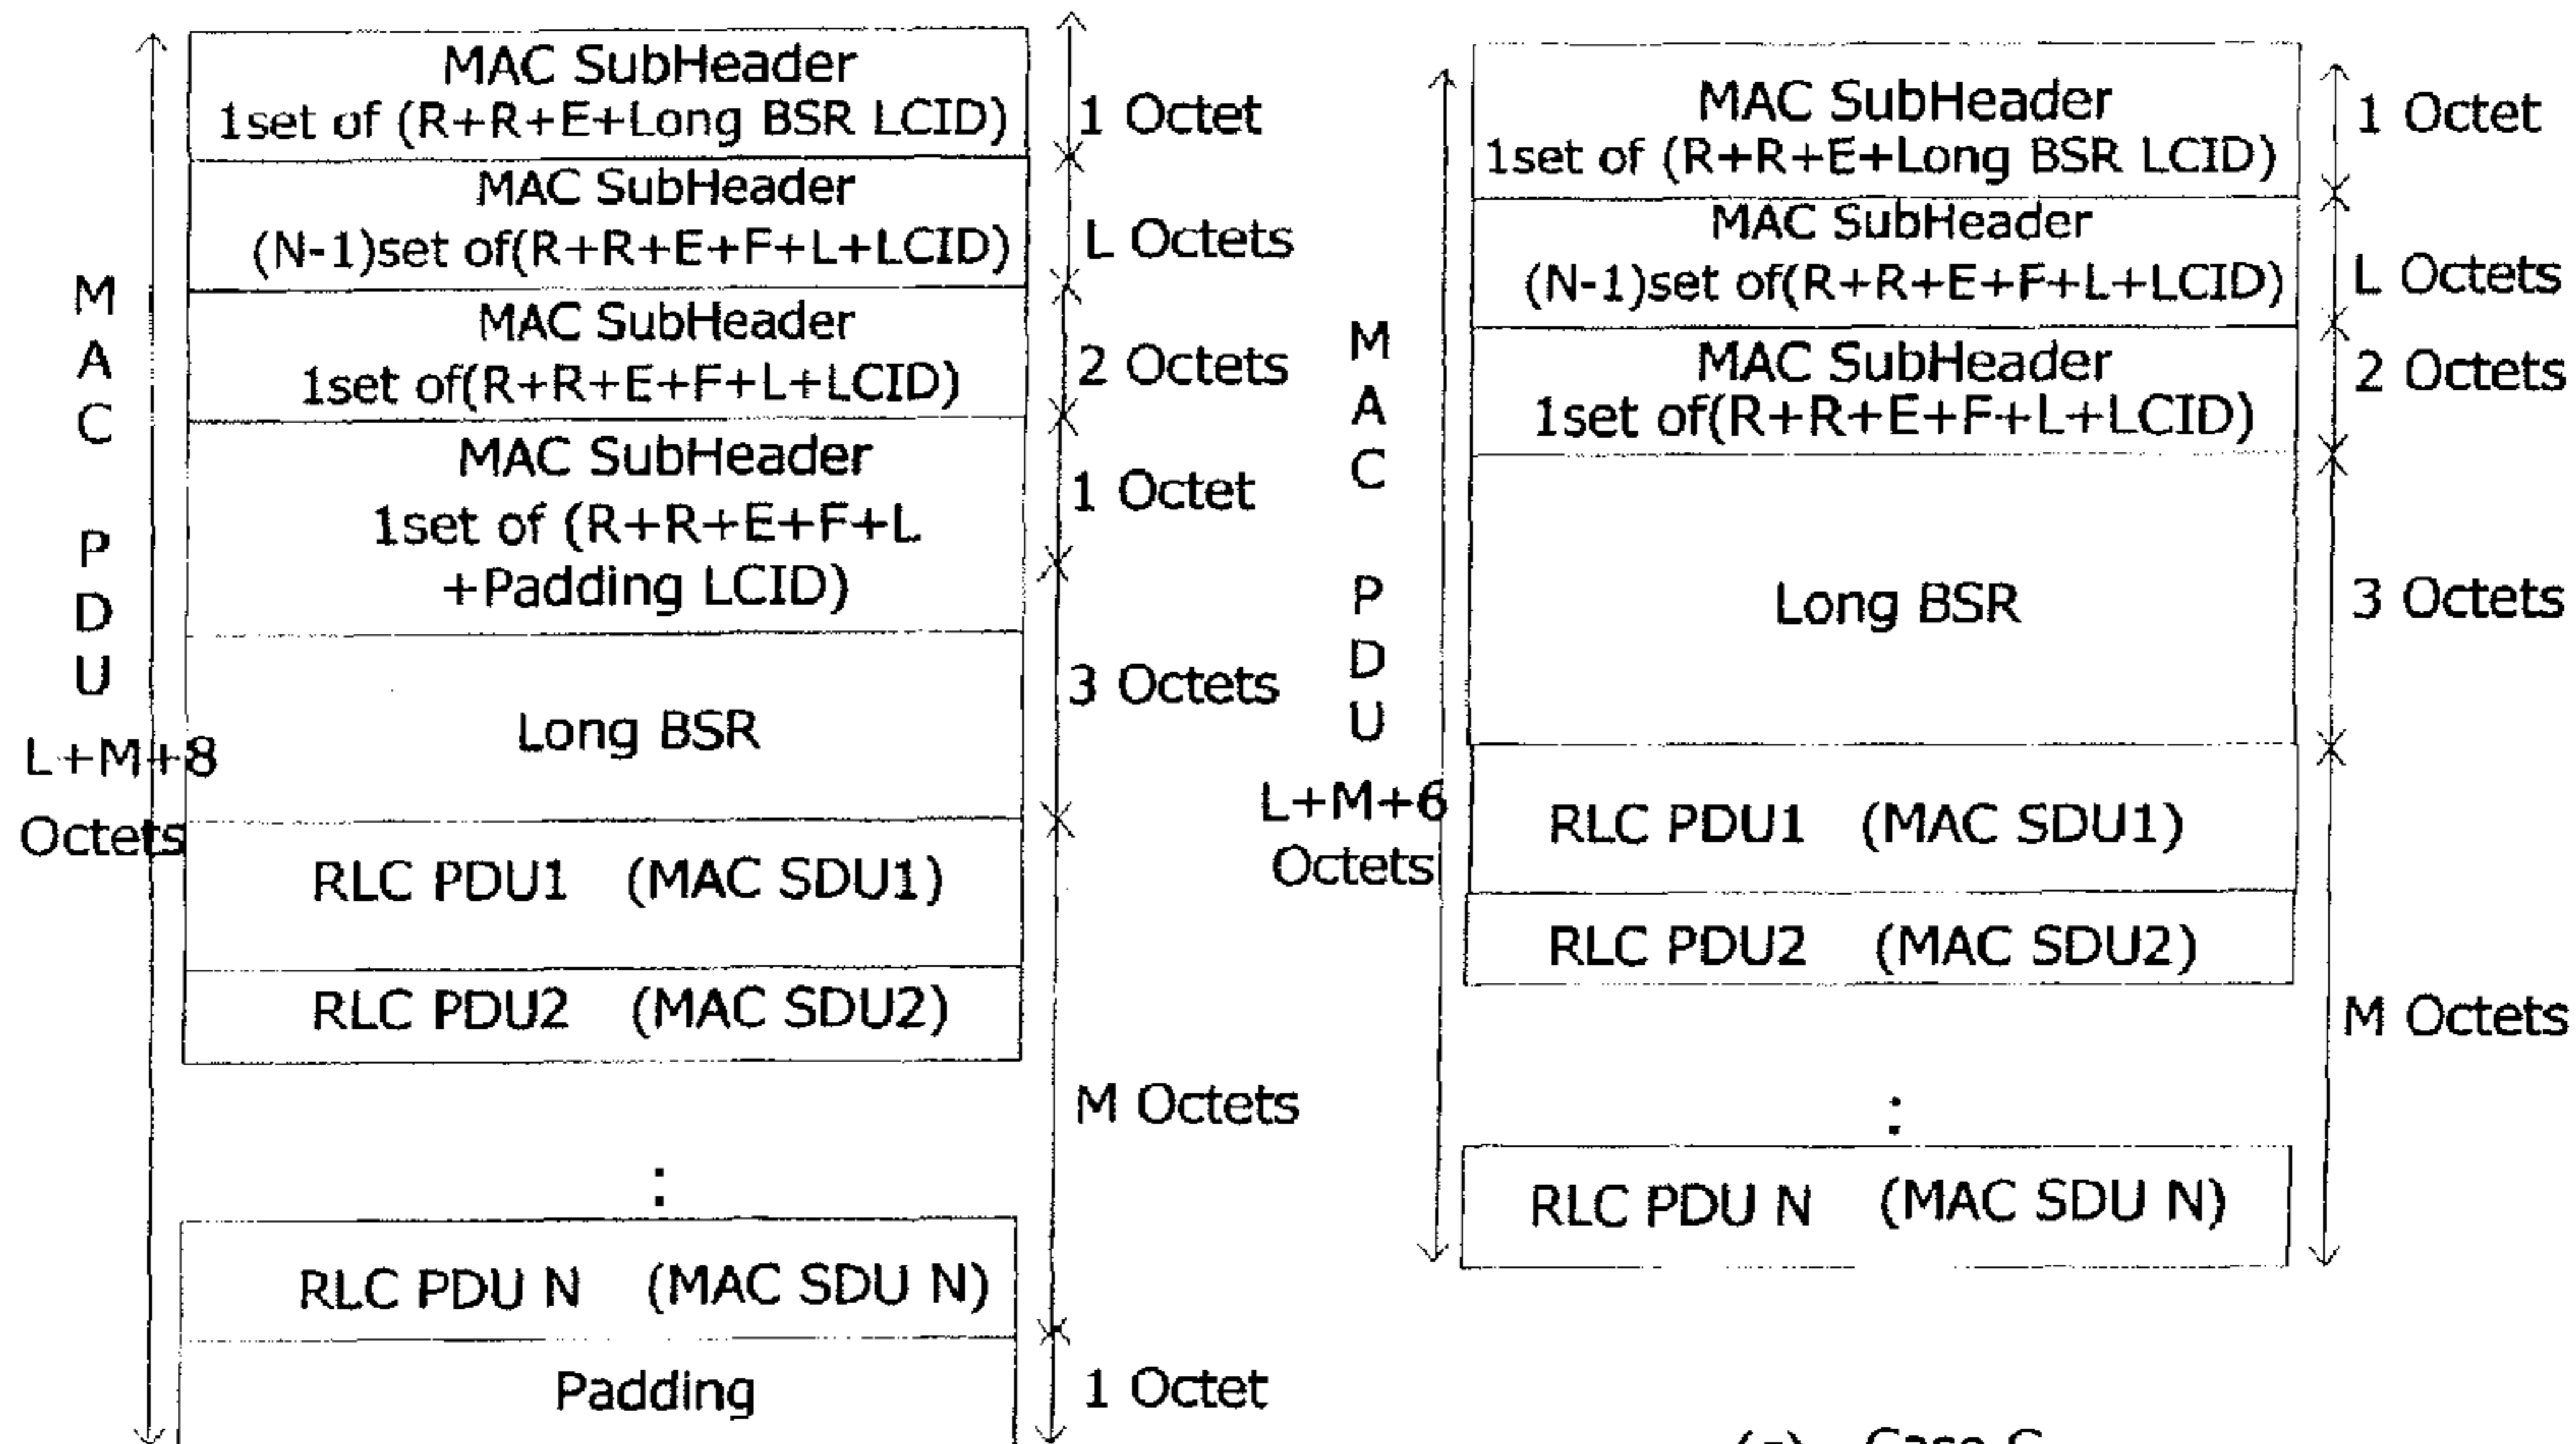 MAC SubHeader
1set of (R+R+E+Long BSR LCID)
1 Octet
MAC SubHeader
(N-1)set of(R+R+E+F+L+LCID)
L Octets
MAC SubHeader
1set of(R+R+E+F+L+LCID)
2 Octets
MAC SubHeader
1set of (R+R+E+F+L
+Padding LCID)
1 Octet
Long BSR
3 Octets
MAC PDU
L+M+8
Octets
RLC PDU1 (MAC SDU1)
RLC PDU2 (MAC SDU2)
:
M Octets
RLC PDU N (MAC SDU N)
Padding
1 Octet
MAC SubHeader
1set of (R+R+E+Long BSR LCID)
1 Octet
MAC SubHeader
(N-1)set of(R+R+E+F+L+LCID)
L Octets
MAC SubHeader
1set of(R+R+E+F+L+LCID)
2 Octets
Long BSR
3 Octets
MAC PDU
L+M+6
Octets
RLC PDU1 (MAC SDU1)
RLC PDU2 (MAC SDU2)
:
M Octets
RLC PDU N (MAC SDU N)
Case